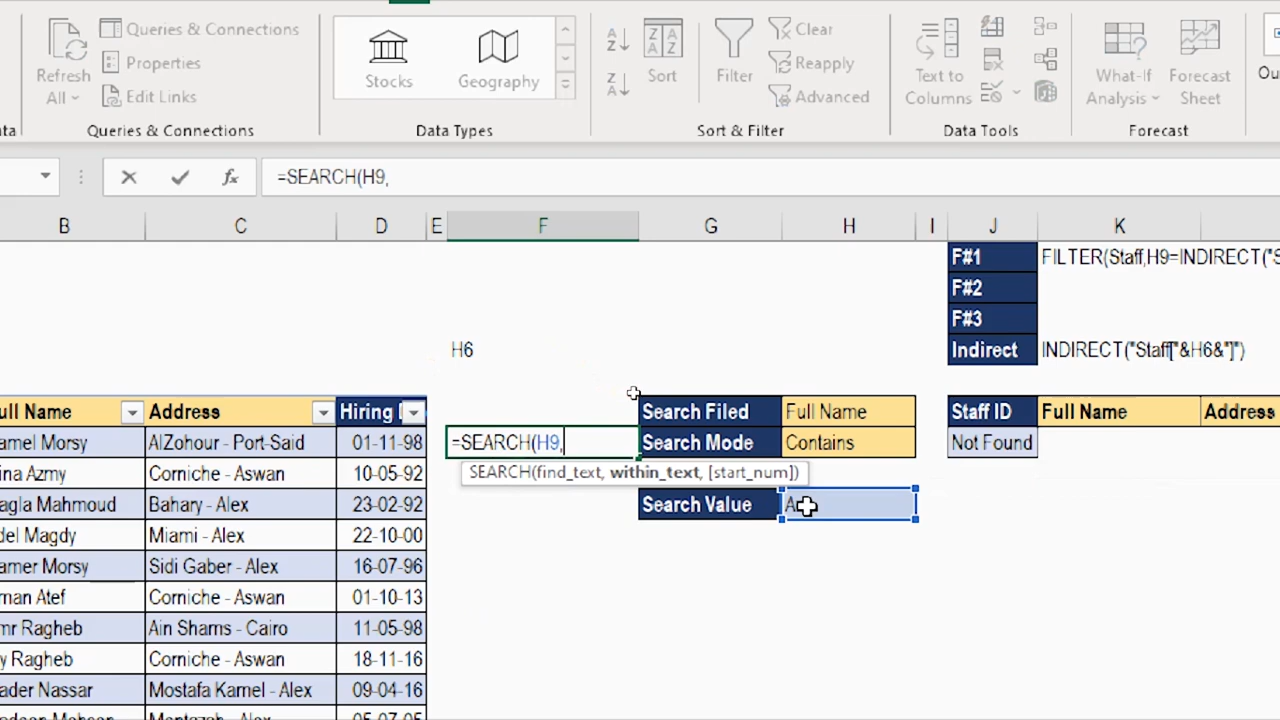 Refresh All
Queries & Connections
Properties
Edit Links
Queries & Connections
Stocks
Geography
Data Types
Sort
Filter
Clear
Reapply
Advanced
Sort & Filter
Text to Columns
Data Tools
What-If Analysis
Forecast Sheet
Forecast
fx =SEARCH(H9,
B C D E F G H I J K
F#1 FILTER(Staff,H9=INDIRECT("S
F#2
F#3
H6 Indirect INDIRECT("Staff["&H6&"]")
ull Name Address Hiring Search Filed Full Name Staff ID Full Name Address
amel Morsy AlZohour - Port-Said 01-11-98 =SEARCH(H9, Search Mode Contains Not Found
ina Azmy Corniche - Aswan 10-05-92 SEARCH(find_text, within_text, [start_num])
agla Mahmoud Bahary - Alex 23-02-92 Search Value A
del Magdy Miami - Alex 22-10-00
amer Morsy Sidi Gaber - Alex 16-07-96
man Atef Corniche - Aswan 01-10-13
mr Ragheb Ain Shams - Cairo 11-05-98
y Ragheb Corniche - Aswan 18-11-16
ader Nassar Mostafa Kamel - Alex 09-04-16